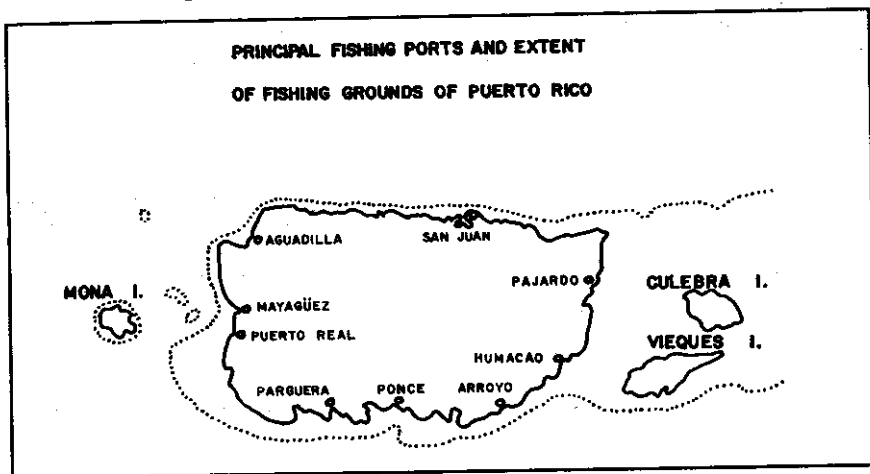 PRINCIPAL FISHING PORTS AND EXTENT
OF FISHING GROUNDS OF PUERTO RICO
AGUADILLA
SAN JUAN
MONA I.
PAJARDO
CULEBRA I.
MAYAGÜEZ
PUERTO REAL
VIEQUES I.
HUMACAO
PARGUERA
PONCE
ARROYO